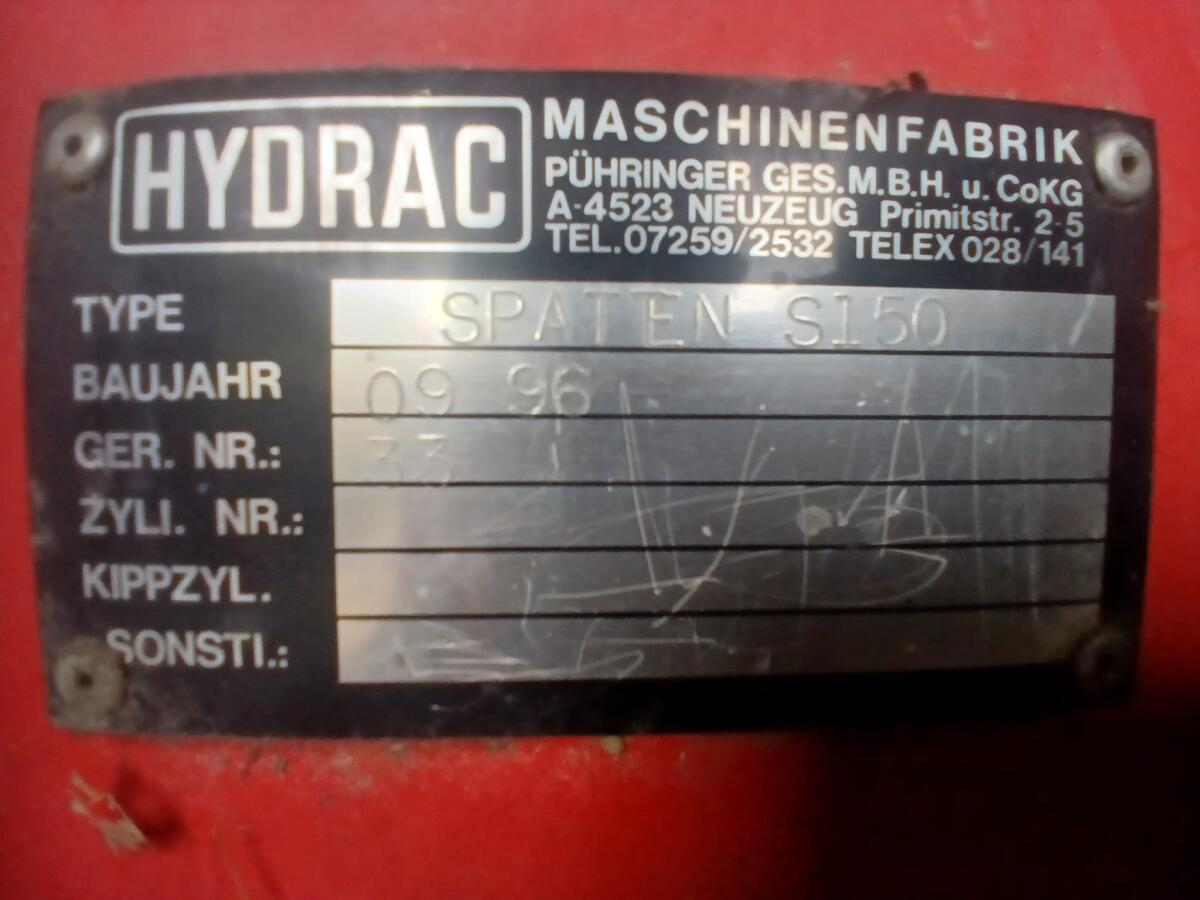 HYDRAC
MASCHINENFABRIK
PÜHRINGER GES.M.B.H. u. CoKG
A-4523 NEUZEUG Primitstr. 2-5
TEL.07259/2532 TELEX 028/141
TYPE SPATEN S150
BAUJAHR 09 96
GER. NR.: 33
ZYLI. NR.:
KIPPZYL.
SONSTI.: